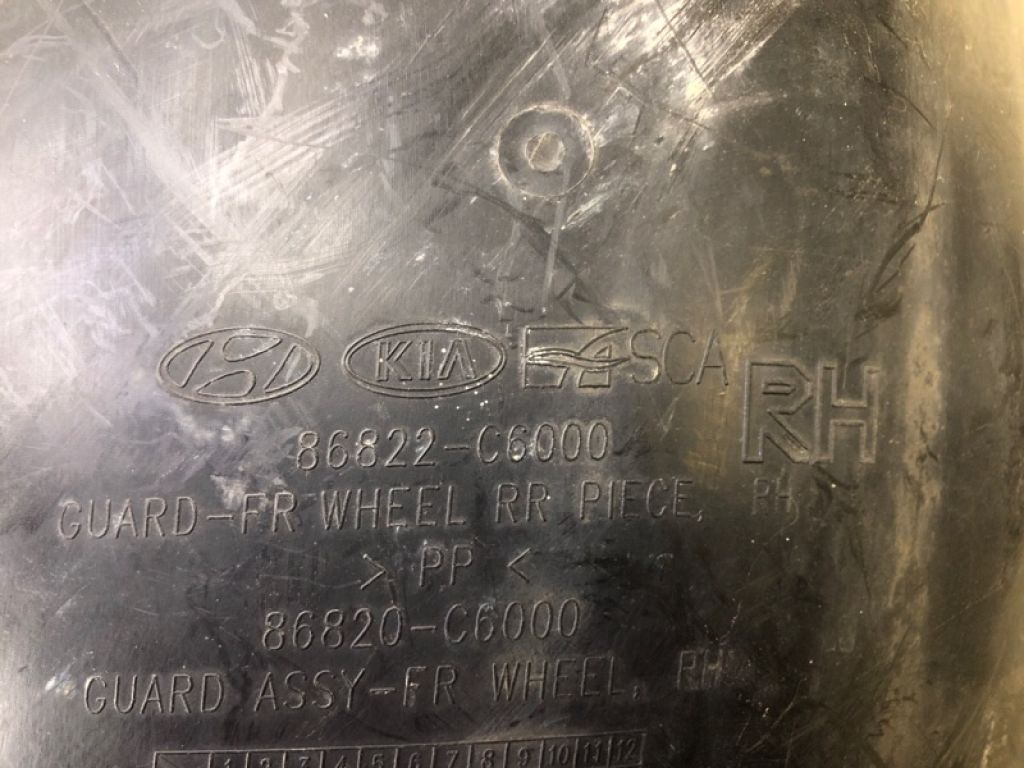 KIA SCA RH
86822-C6000
GUARD-FR WHEEL RR PIECE, RH
> PP <
86820-C6000
GUARD ASSY-FR WHEEL, RH
1 2 3 4 5 6 7 8 9 10 11 12